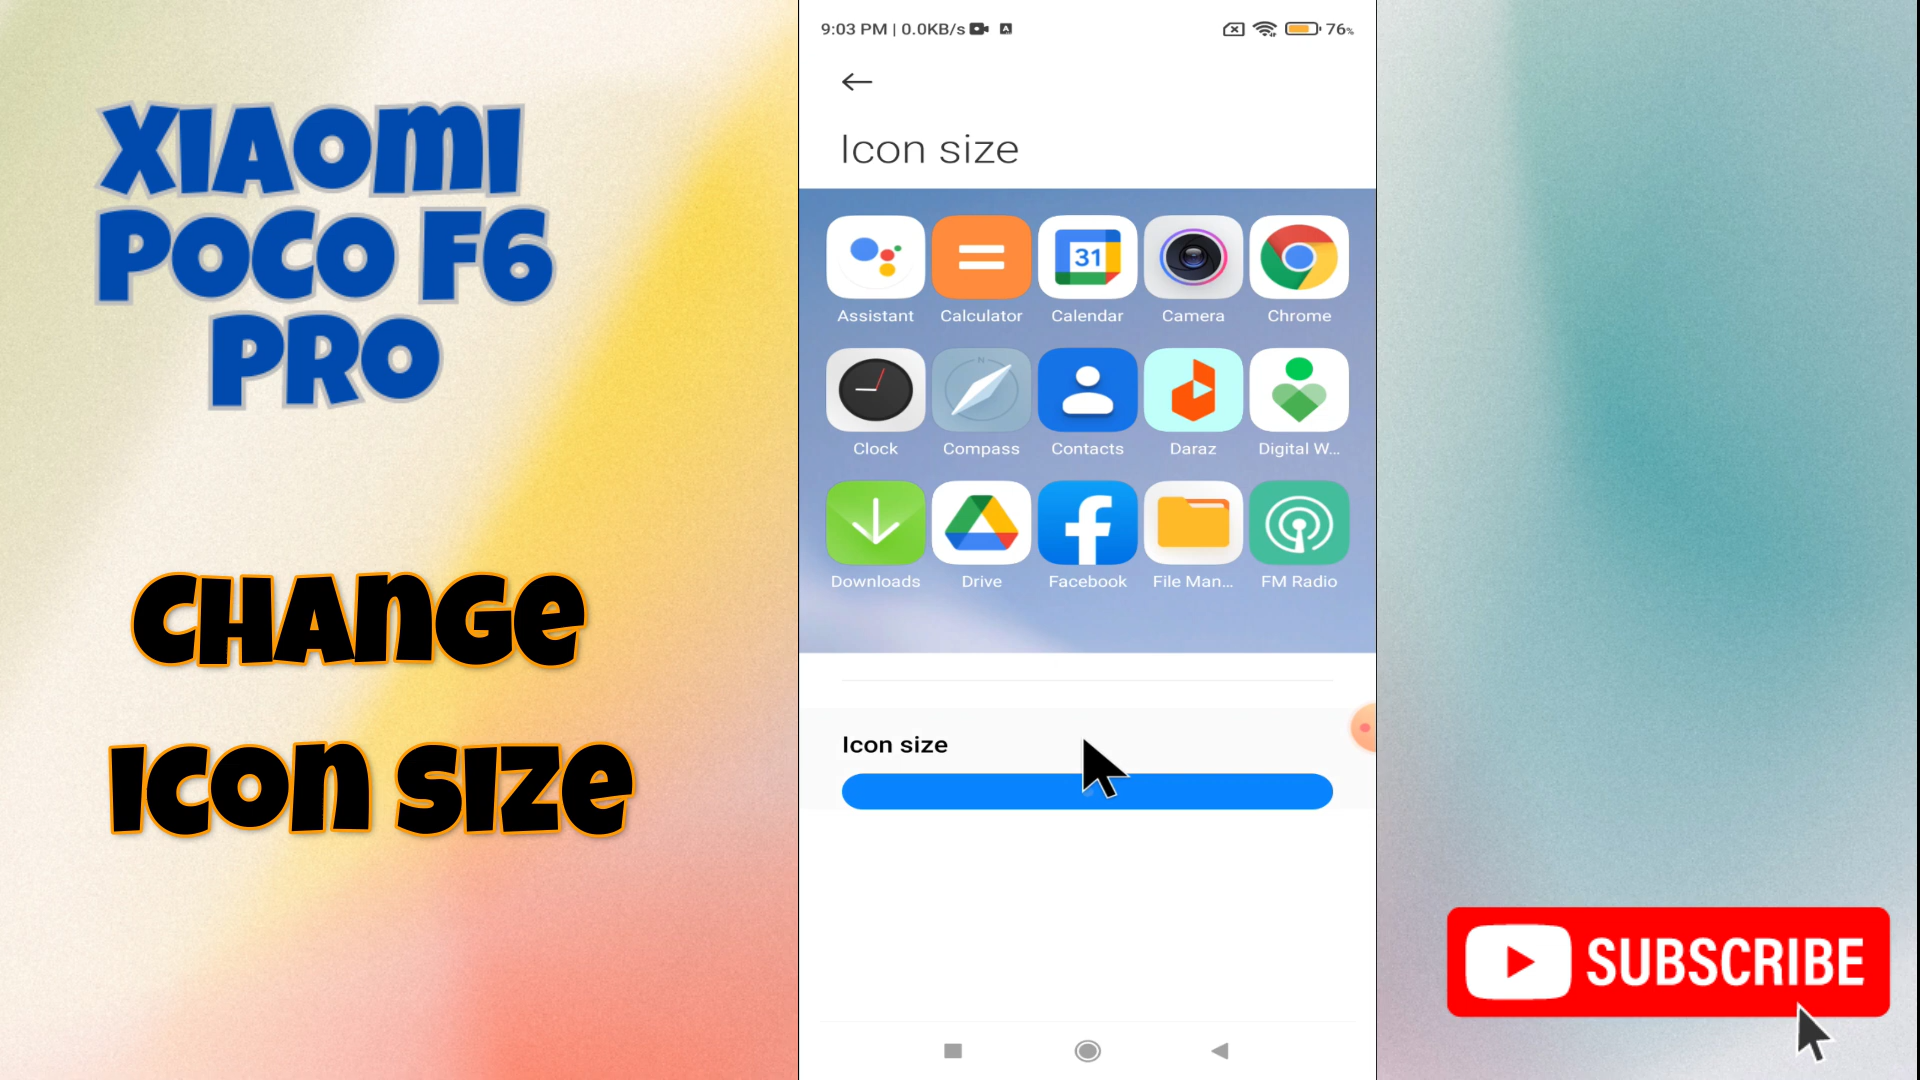 XIAOMI
POCO F6
PRO
CHANGE
ICON SIZE
9:03 PM | 0.0KB/s
76%
Icon size
31
Assistant
Calculator
Calendar
Camera
Chrome
N
Clock
Compass
Contacts
Daraz
Digital W...
Downloads
Drive
Facebook
File Man...
FM Radio
Icon size
SUBSCRIBE